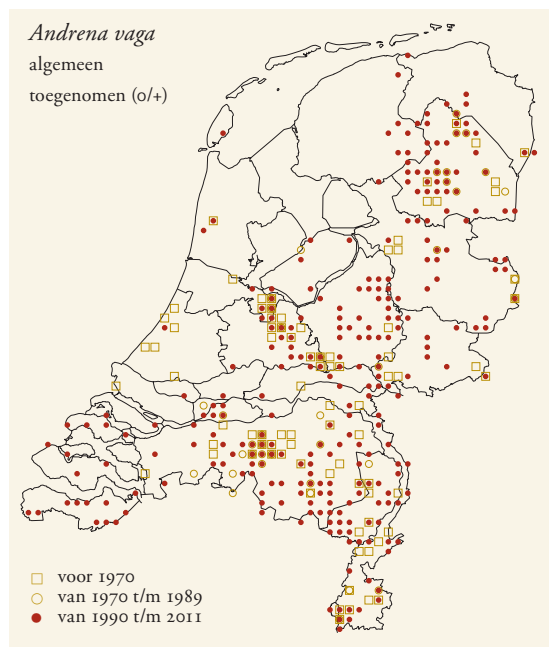 Andrena vaga
algemeen
toegenomen (0/+)
voor 1970
van 1970 t/m 1989
van 1990 t/m 2011